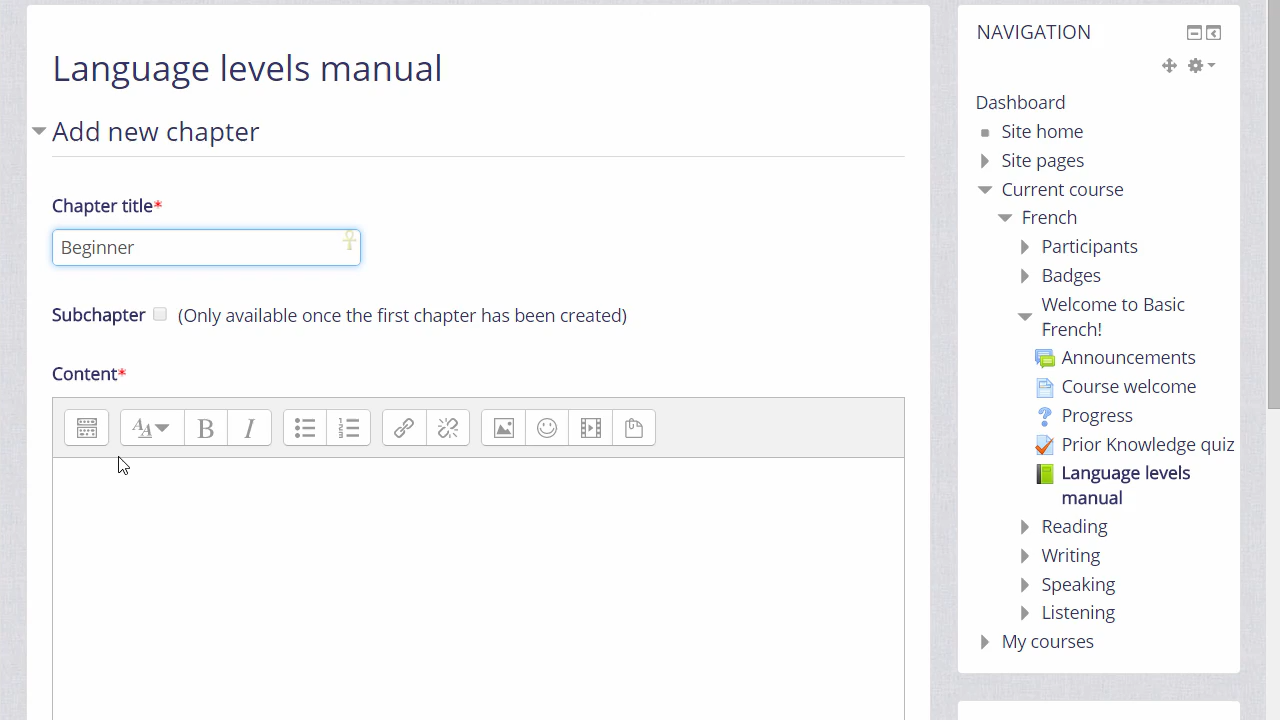 Language levels manual
Add new chapter
Chapter title*
Beginner
Subchapter (Only available once the first chapter has been created)
Content*
NAVIGATION
Dashboard
Site home
Site pages
Current course
French
Participants
Badges
Welcome to Basic
French!
Announcements
Course welcome
Progress
Prior Knowledge quiz
Language levels
manual
Reading
Writing
Speaking
Listening
My courses